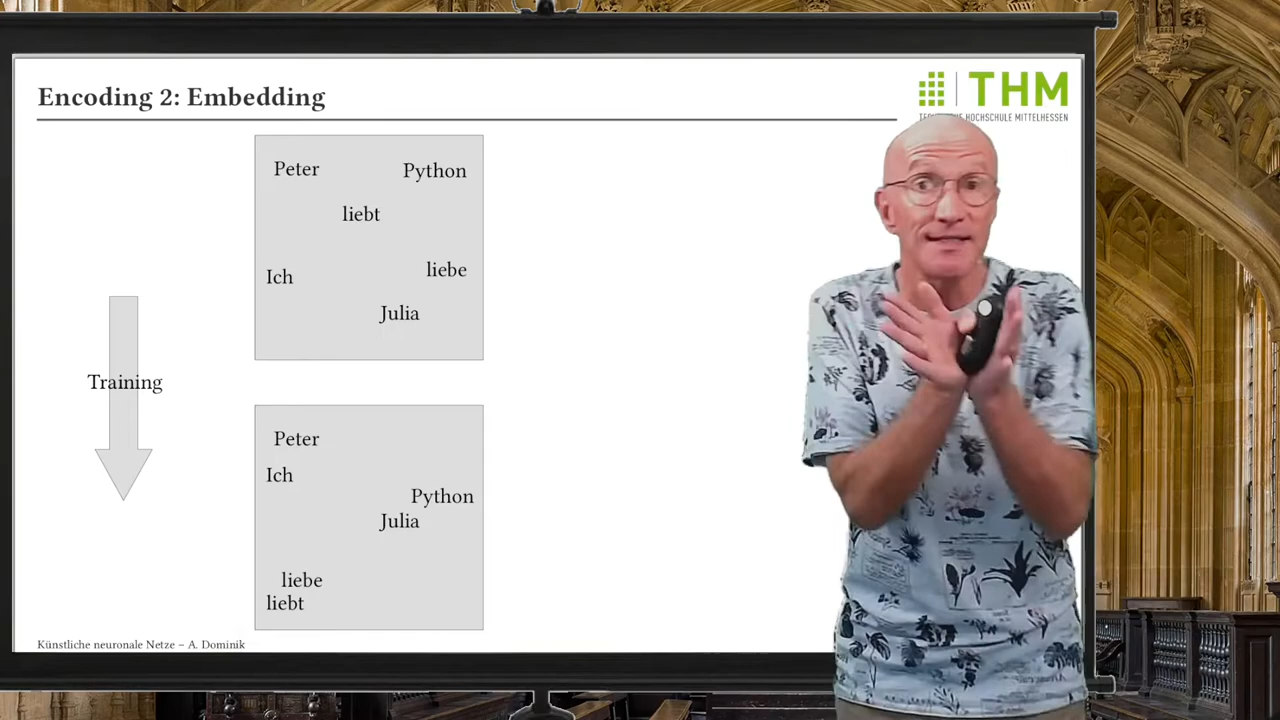 Encoding 2: Embedding
THM
HOCHSCHULE MITTELHESSEN
Peter
Python
liebt
Ich
liebe
Julia
Training
Peter
Ich
Python
Julia
liebe
liebt
Künstliche neuronale Netze – A. Dominik